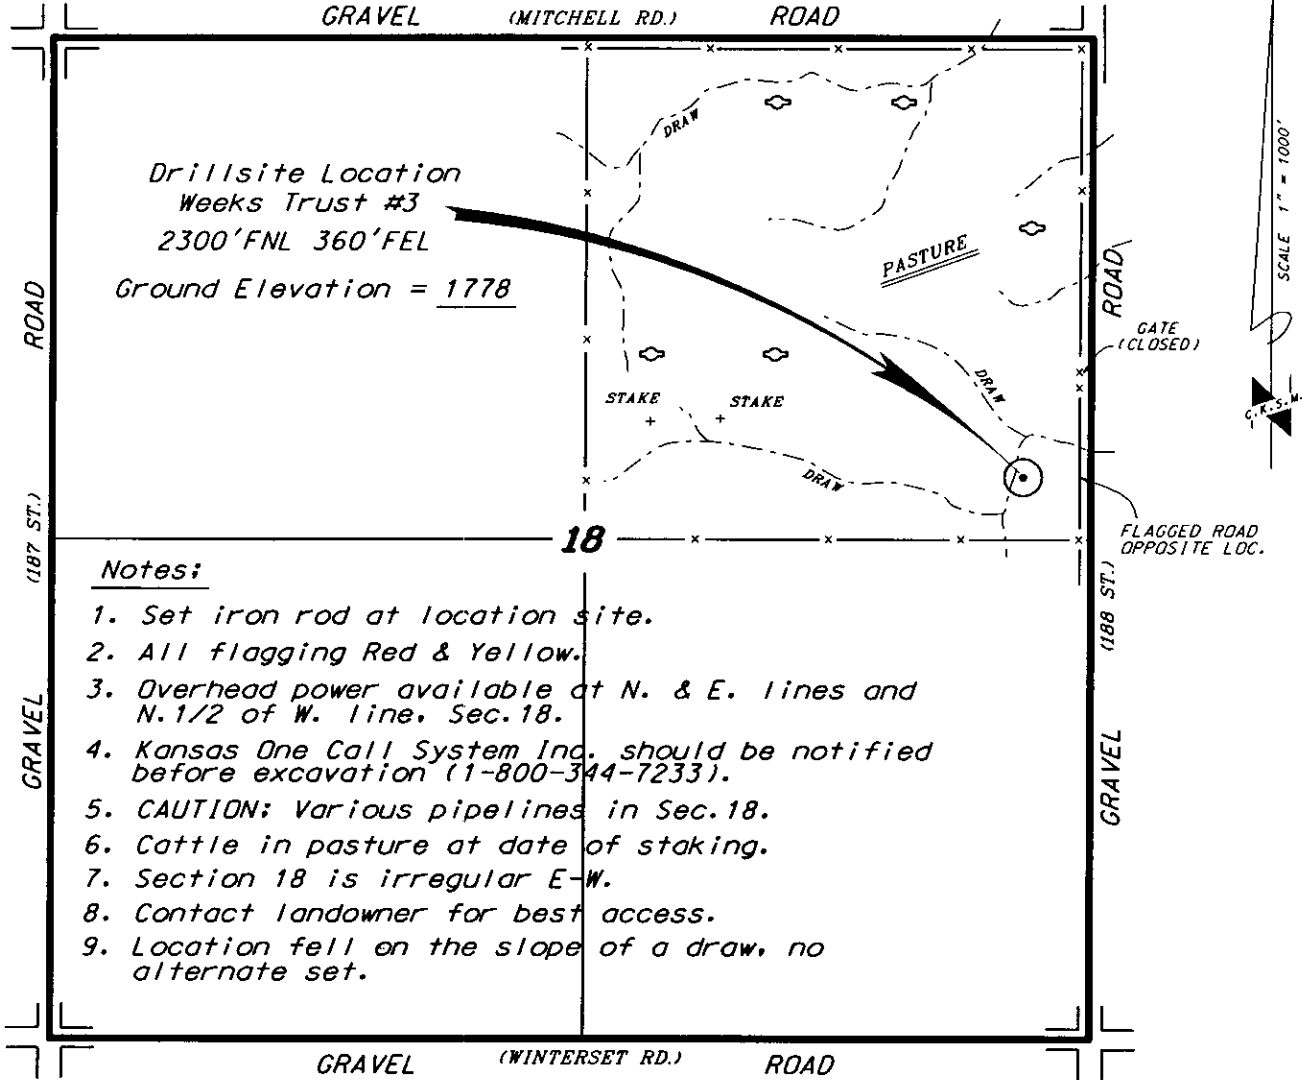 GRAVEL (MITCHELL RD.) ROAD
DRAW
Drillsite Location
Weeks Trust #3
2300'FNL 360'FEL
Ground Elevation = 1778
PASTURE
SCALE 1" = 1000'
ROAD
ROAD
GATE
(CLOSED)
DRAW
STAKE
STAKE
C.K.S.M.
DRAW
(187 ST.)
18
FLAGGED ROAD
OPPOSITE LOC.
(188 ST.)
Notes:
1. Set iron rod at location site.
2. All flagging Red & Yellow.
3. Overhead power available at N. & E. lines and
N.1/2 of W. line, Sec.18.
4. Kansas One Call System Inc. should be notified
before excavation (1-800-344-7233).
5. CAUTION: Various pipelines in Sec.18.
6. Cattle in pasture at date of staking.
7. Section 18 is irregular E-W.
8. Contact landowner for best access.
9. Location fell on the slope of a draw, no
alternate set.
GRAVEL
GRAVEL
GRAVEL (WINTERSET RD.) ROAD